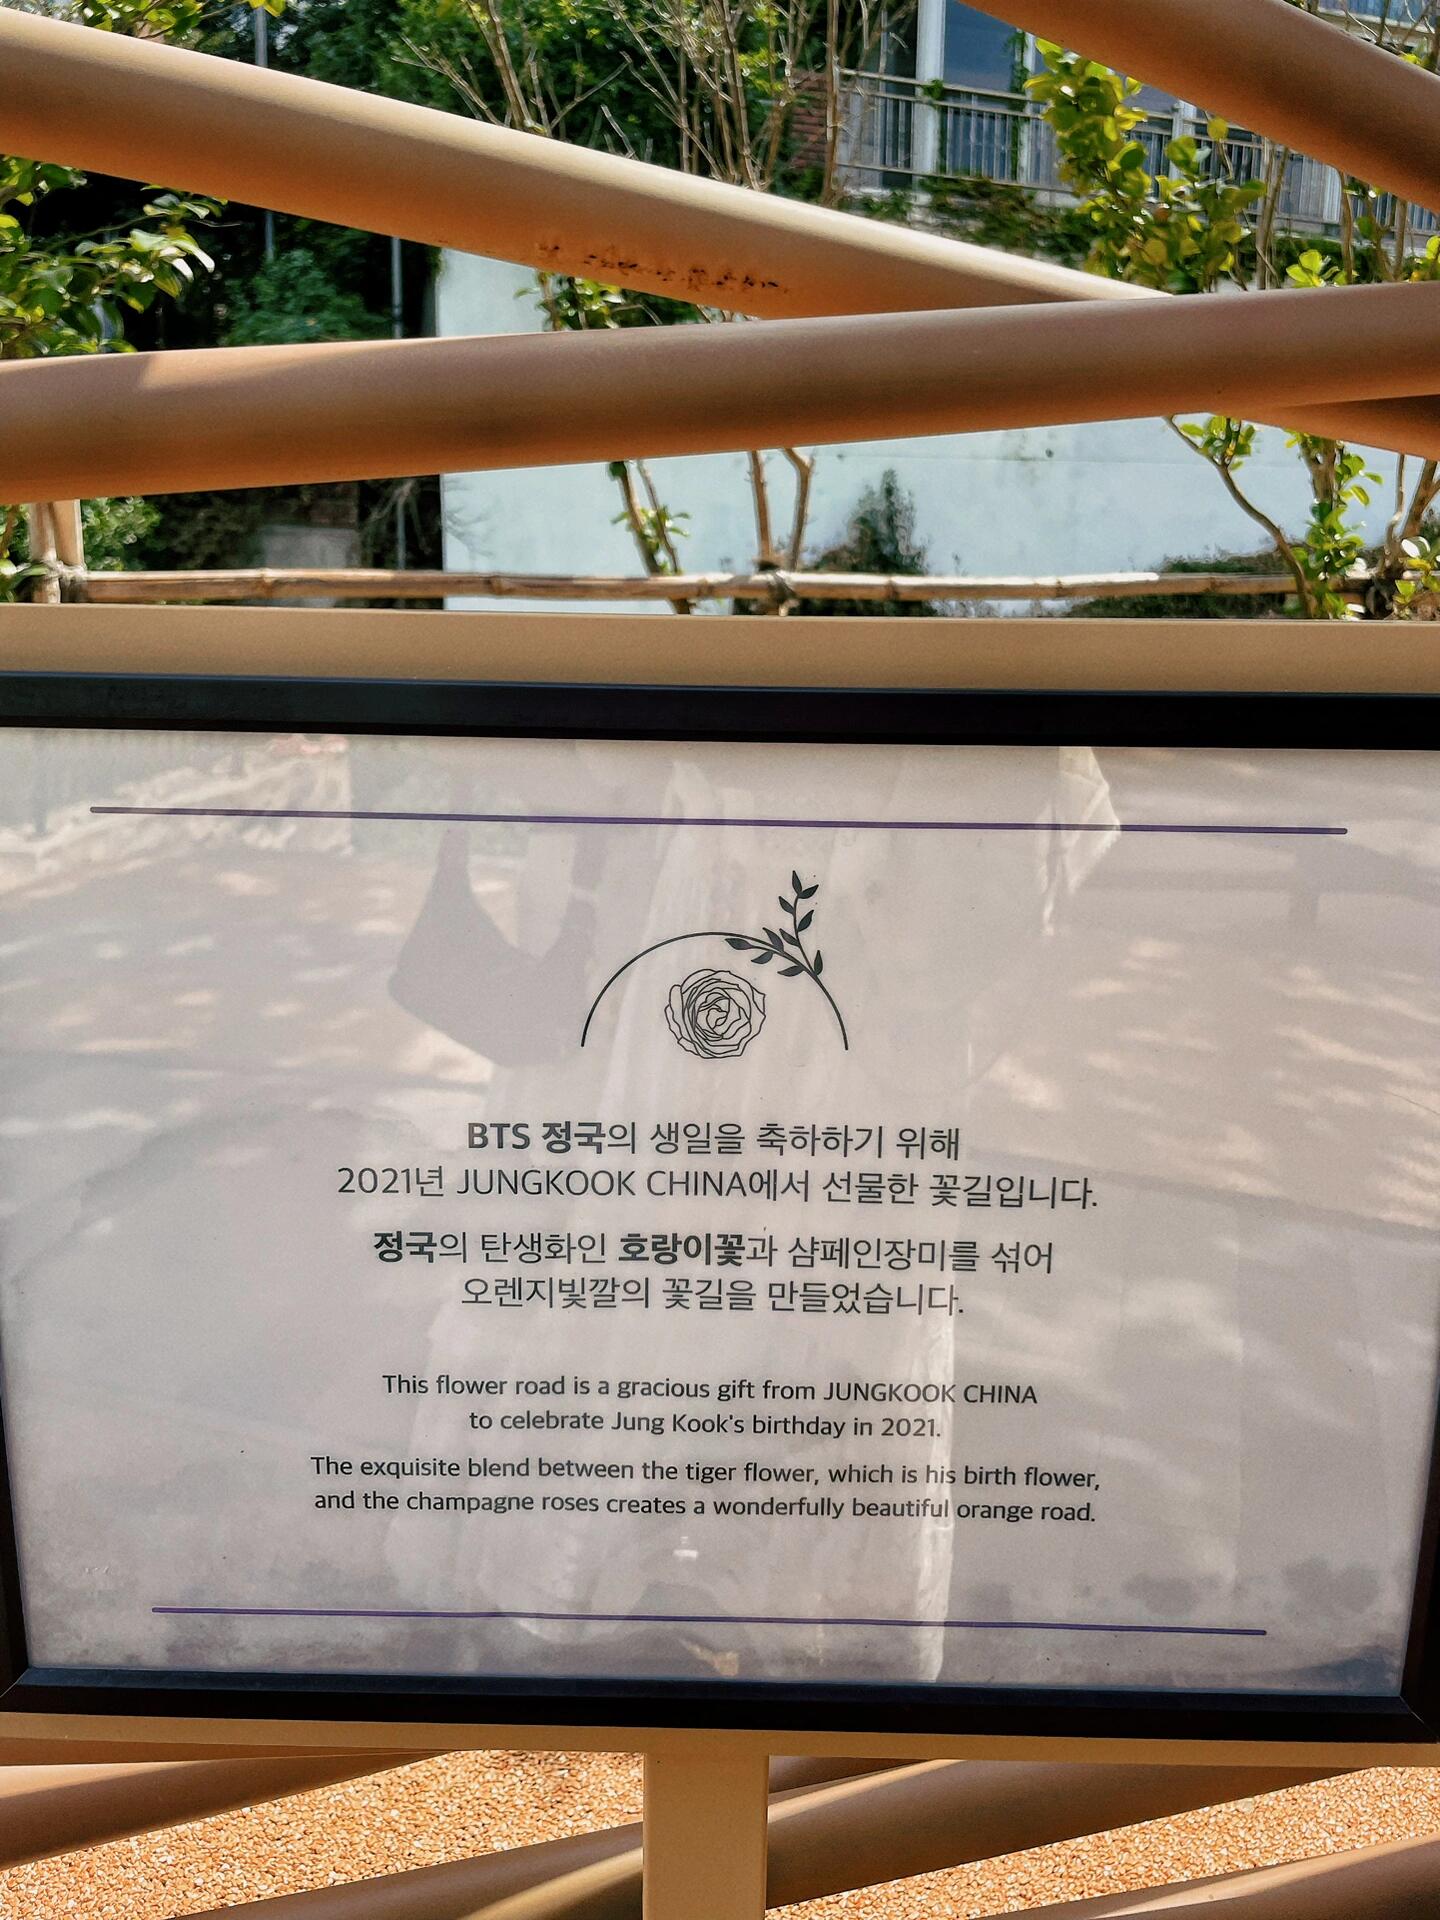 BTS 정국의 생일을 축하하기 위해
2021년 JUNGKOOK CHINA에서 선물한 꽃길입니다.
정국의 탄생화인 호랑이꽃과 샴페인장미를 섞어
오렌지빛깔의 꽃길을 만들었습니다.
This flower road is a gracious gift from JUNGKOOK CHINA
to celebrate Jung Kook's birthday in 2021.
The exquisite blend between the tiger flower, which is his birth flower,
and the champagne roses creates a wonderfully beautiful orange road.